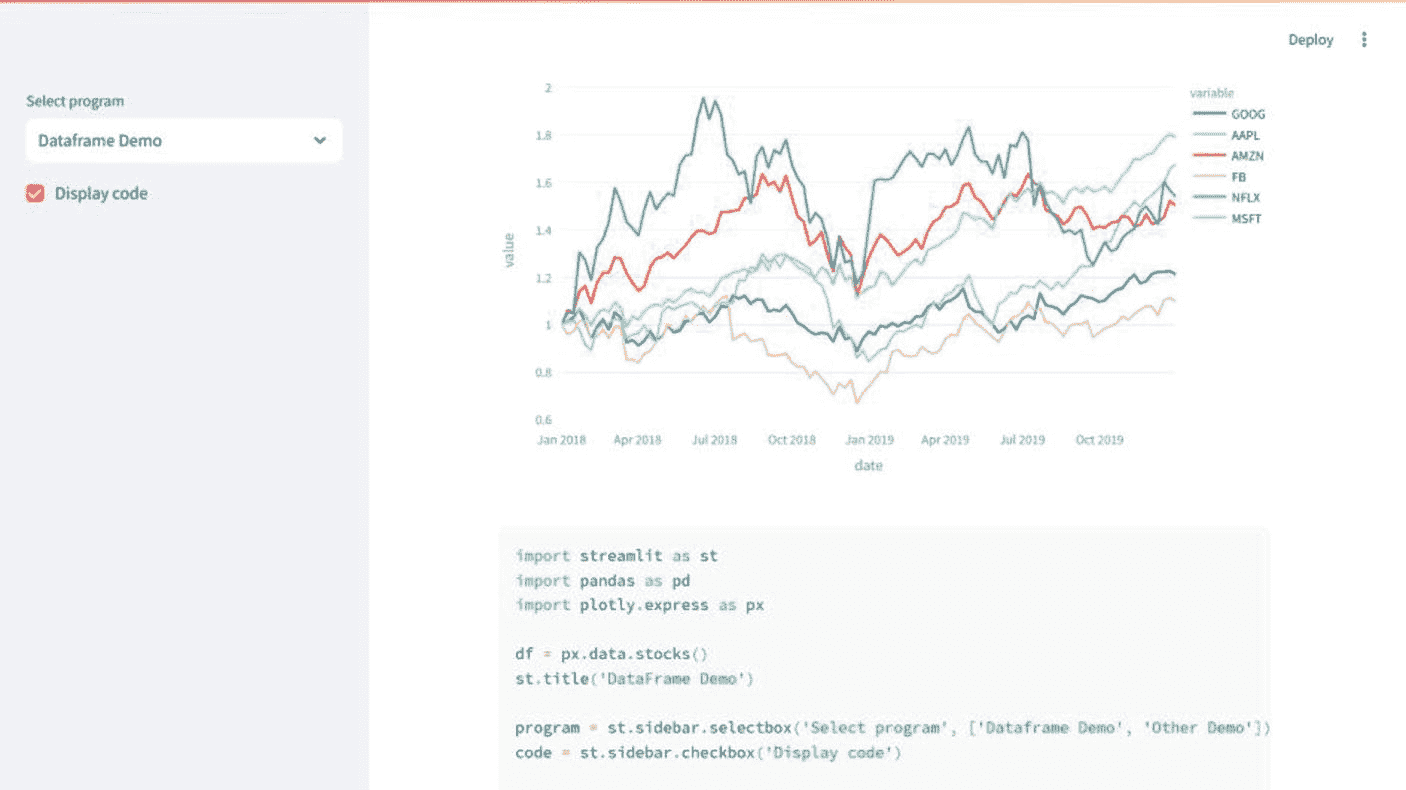 Deploy
Select program
Dataframe Demo
Display code
variable
GOOG
AAPL
AMZN
FB
NFLX
MSFT
value
2
1.8
1.6
1.4
1.2
1
0.8
0.6
Jan 2018 Apr 2018 Jul 2018 Oct 2018 Jan 2019 Apr 2019 Jul 2019 Oct 2019
date
import streamlit as st
import pandas as pd
import plotly.express as px
df = px.data.stocks()
st.title('DataFrame Demo')
program = st.sidebar.selectbox('Select program', ['Dataframe Demo', 'Other Demo'])
code = st.sidebar.checkbox('Display code')